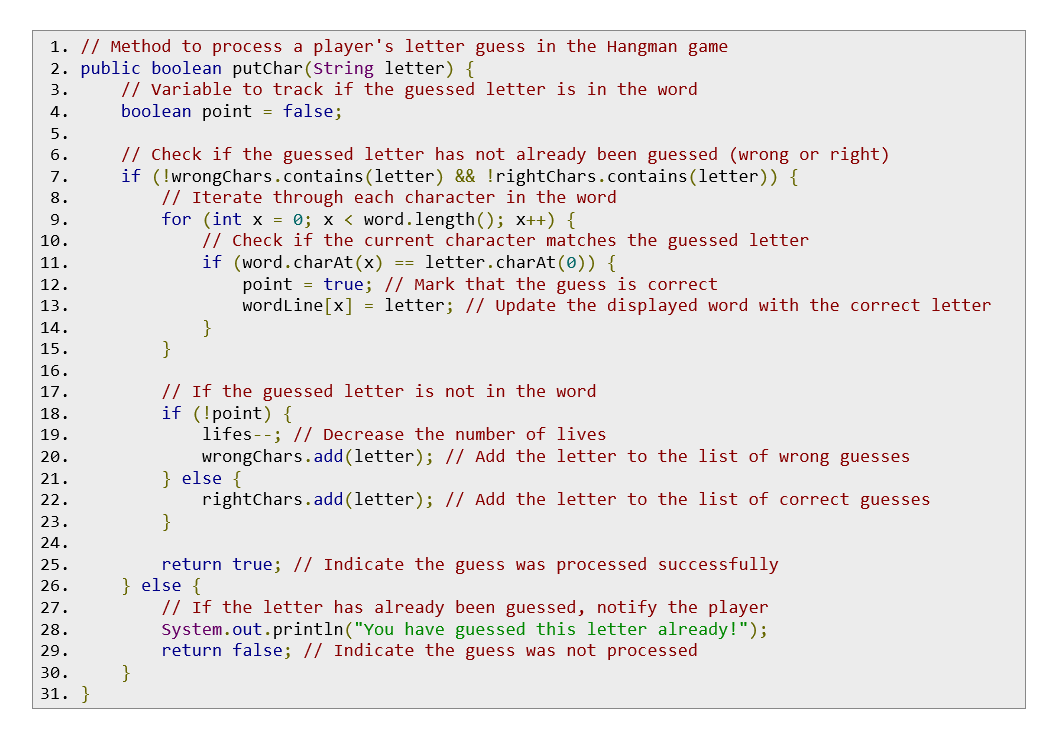 1. // Method to process a player's letter guess in the Hangman game
2. public boolean putChar(String letter) {
3.     // Variable to track if the guessed letter is in the word
4.     boolean point = false;
5.
6.     // Check if the guessed letter has not already been guessed (wrong or right)
7.     if (!wrongChars.contains(letter) && !rightChars.contains(letter)) {
8.         // Iterate through each character in the word
9.         for (int x = 0; x < word.length(); x++) {
10.             // Check if the current character matches the guessed letter
11.             if (word.charAt(x) == letter.charAt(0)) {
12.                 point = true; // Mark that the guess is correct
13.                 wordLine[x] = letter; // Update the displayed word with the correct letter
14.             }
15.         }
16.
17.         // If the guessed letter is not in the word
18.         if (!point) {
19.             lifes--; // Decrease the number of lives
20.             wrongChars.add(letter); // Add the letter to the list of wrong guesses
21.         } else {
22.             rightChars.add(letter); // Add the letter to the list of correct guesses
23.         }
24.
25.         return true; // Indicate the guess was processed successfully
26.     } else {
27.         // If the letter has already been guessed, notify the player
28.         System.out.println("You have guessed this letter already!");
29.         return false; // Indicate the guess was not processed
30.     }
31. }